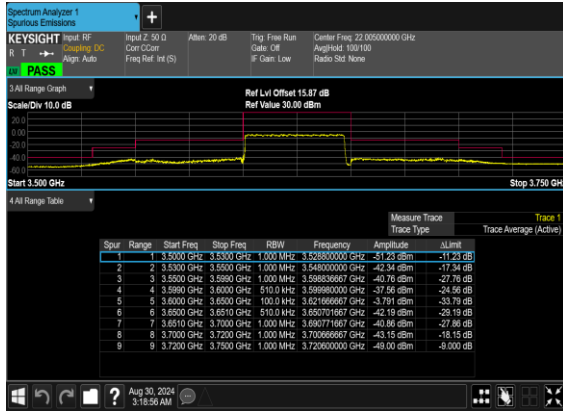 Spectrum Analyzer 1
Spurious Emissions
KEYSIGHT Input: RF Input Z: 50 Ω Atten: 20 dB Trig: Free Run Center Freq: 22.005000000 GHz
R T Coupling: DC Corr CCorr Gate: Off Avg|Hold: 100/100
Align: Auto Freq Ref: Int (S) IF Gain: Low Radio Std: None
PASS
3 All Range Graph
Ref Lvl Offset 15.87 dB
Scale/Div 10.0 dB Ref Value 30.00 dBm
20.0
0.00
-20.0
-40.0
-60.0
Start 3.500 GHz Stop 3.750 GH
4 All Range Table
Measure Trace Trace 1
Trace Type Trace Average (Active)
Spur Range Start Freq Stop Freq RBW Frequency Amplitude ΔLimit
1 1 3.5000 GHz 3.5300 GHz 1.000 MHz 3.528800000 GHz -51.23 dBm -11.23 dB
2 2 3.5300 GHz 3.5500 GHz 1.000 MHz 3.548000000 GHz -42.34 dBm -17.34 dB
3 3 3.5500 GHz 3.5990 GHz 1.000 MHz 3.598836667 GHz -40.76 dBm -27.76 dB
4 4 3.5990 GHz 3.6000 GHz 510.0 kHz 3.599980000 GHz -37.56 dBm -24.56 dB
5 5 3.6000 GHz 3.6500 GHz 100.0 kHz 3.621666667 GHz -3.791 dBm -33.79 dB
6 6 3.6500 GHz 3.6510 GHz 510.0 kHz 3.650701667 GHz -42.19 dBm -29.19 dB
7 7 3.6510 GHz 3.7000 GHz 1.000 MHz 3.690771667 GHz -40.86 dBm -27.86 dB
8 8 3.7000 GHz 3.7200 GHz 1.000 MHz 3.700666667 GHz -43.15 dBm -18.15 dB
9 9 3.7200 GHz 3.7500 GHz 1.000 MHz 3.720600000 GHz -49.00 dBm -9.000 dB
Aug 30, 2024
3:18:56 AM